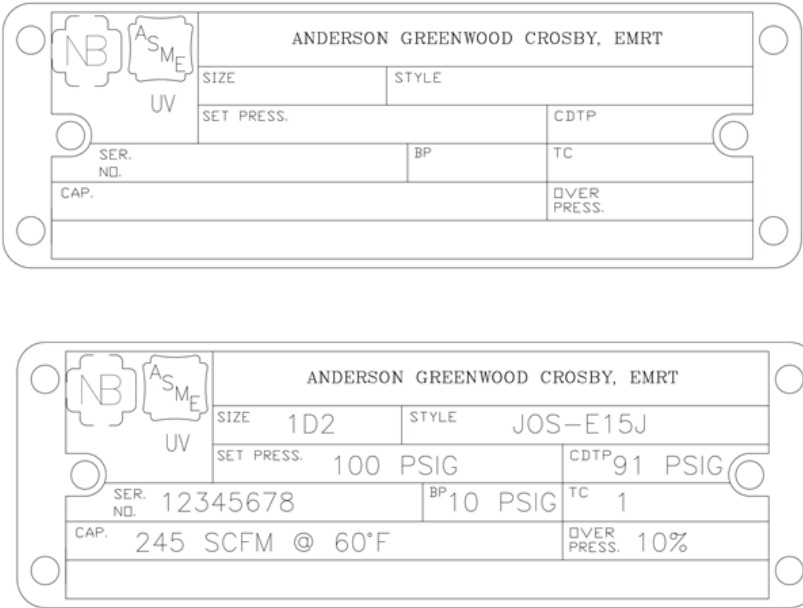 NB ASME ANDERSON GREENWOOD CROSBY, EMRT
UV
SIZE STYLE
SET PRESS. CDTP
SER. NO. BP TC
CAP. OVER PRESS.
NB ASME ANDERSON GREENWOOD CROSBY, EMRT
UV
SIZE 1D2 STYLE JOS-E15J
SET PRESS. 100 PSIG CDTP 91 PSIG
SER. NO. 12345678 BP 10 PSIG TC 1
CAP. 245 SCFM @ 60°F OVER PRESS. 10%